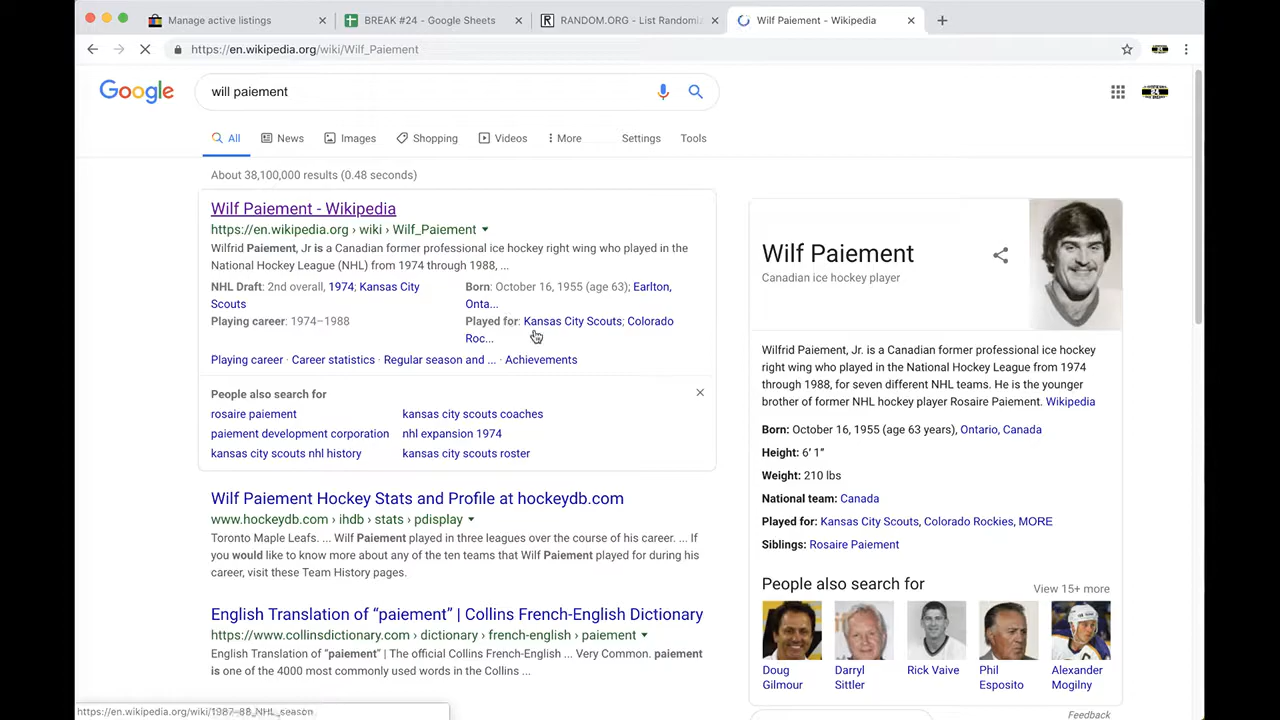 Manage active listings
BREAK #24 - Google Sheets
RANDOM.ORG - List Randomi
Wilf Paiement - Wikipedia
https://en.wikipedia.org/wiki/Wilf_Paiement
Google
will paiement
All
News
Images
Shopping
Videos
More
Settings
Tools
About 38,100,000 results (0.48 seconds)
Wilf Paiement - Wikipedia
https://en.wikipedia.org › wiki › Wilf_Paiement
Wilfrid Paiement, Jr is a Canadian former professional ice hockey right wing who played in the
National Hockey League (NHL) from 1974 through 1988, ...
NHL Draft: 2nd overall, 1974; Kansas City
Scouts
Born: October 16, 1955 (age 63); Earlton,
Onta...
Playing career: 1974–1988
Played for: Kansas City Scouts; Colorado
Roc...
Playing career · Career statistics · Regular season and ... · Achievements
People also search for
rosaire paiement
kansas city scouts coaches
paiement development corporation
nhl expansion 1974
kansas city scouts nhl history
kansas city scouts roster
Wilf Paiement Hockey Stats and Profile at hockeydb.com
www.hockeydb.com › ihdb › stats › pdisplay
Toronto Maple Leafs. ... Wilf Paiement played in three leagues over the course of his career. ... If
you would like to know more about any of the ten teams that Wilf Paiement played for during his
career, visit these Team History pages.
English Translation of “paiement” | Collins French-English Dictionary
https://www.collinsdictionary.com › dictionary › french-english › paiement
English Translation of “paiement” | The official Collins French-English ... Very Common. paiement
is one of the 4000 most commonly used words in the Collins ...
Wilf Paiement
Canadian ice hockey player
Wilfrid Paiement, Jr. is a Canadian former professional ice hockey
right wing who played in the National Hockey League from 1974
through 1988, for seven different NHL teams. He is the younger
brother of former NHL hockey player Rosaire Paiement. Wikipedia
Born: October 16, 1955 (age 63 years), Ontario, Canada
Height: 6′ 1″
Weight: 210 lbs
National team: Canada
Played for: Kansas City Scouts, Colorado Rockies, MORE
Siblings: Rosaire Paiement
People also search for
View 15+ more
Doug
Gilmour
Darryl
Sittler
Rick Vaive
Phil
Esposito
Alexander
Mogilny
Feedback
https://en.wikipedia.org/wiki/1987–88_NHL_season